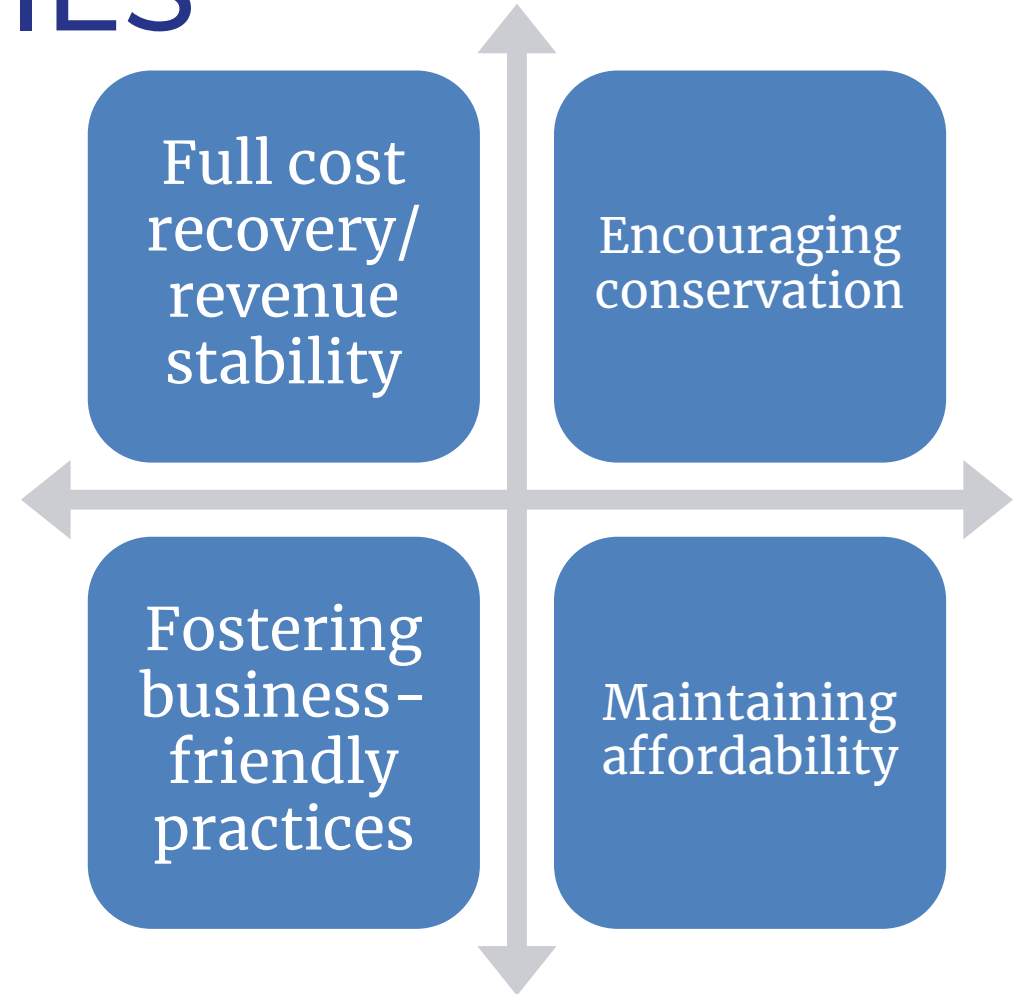 Full cost
recovery/
revenue
stability
Encouraging
conservation
Fostering
business-
friendly
practices
Maintaining
affordability